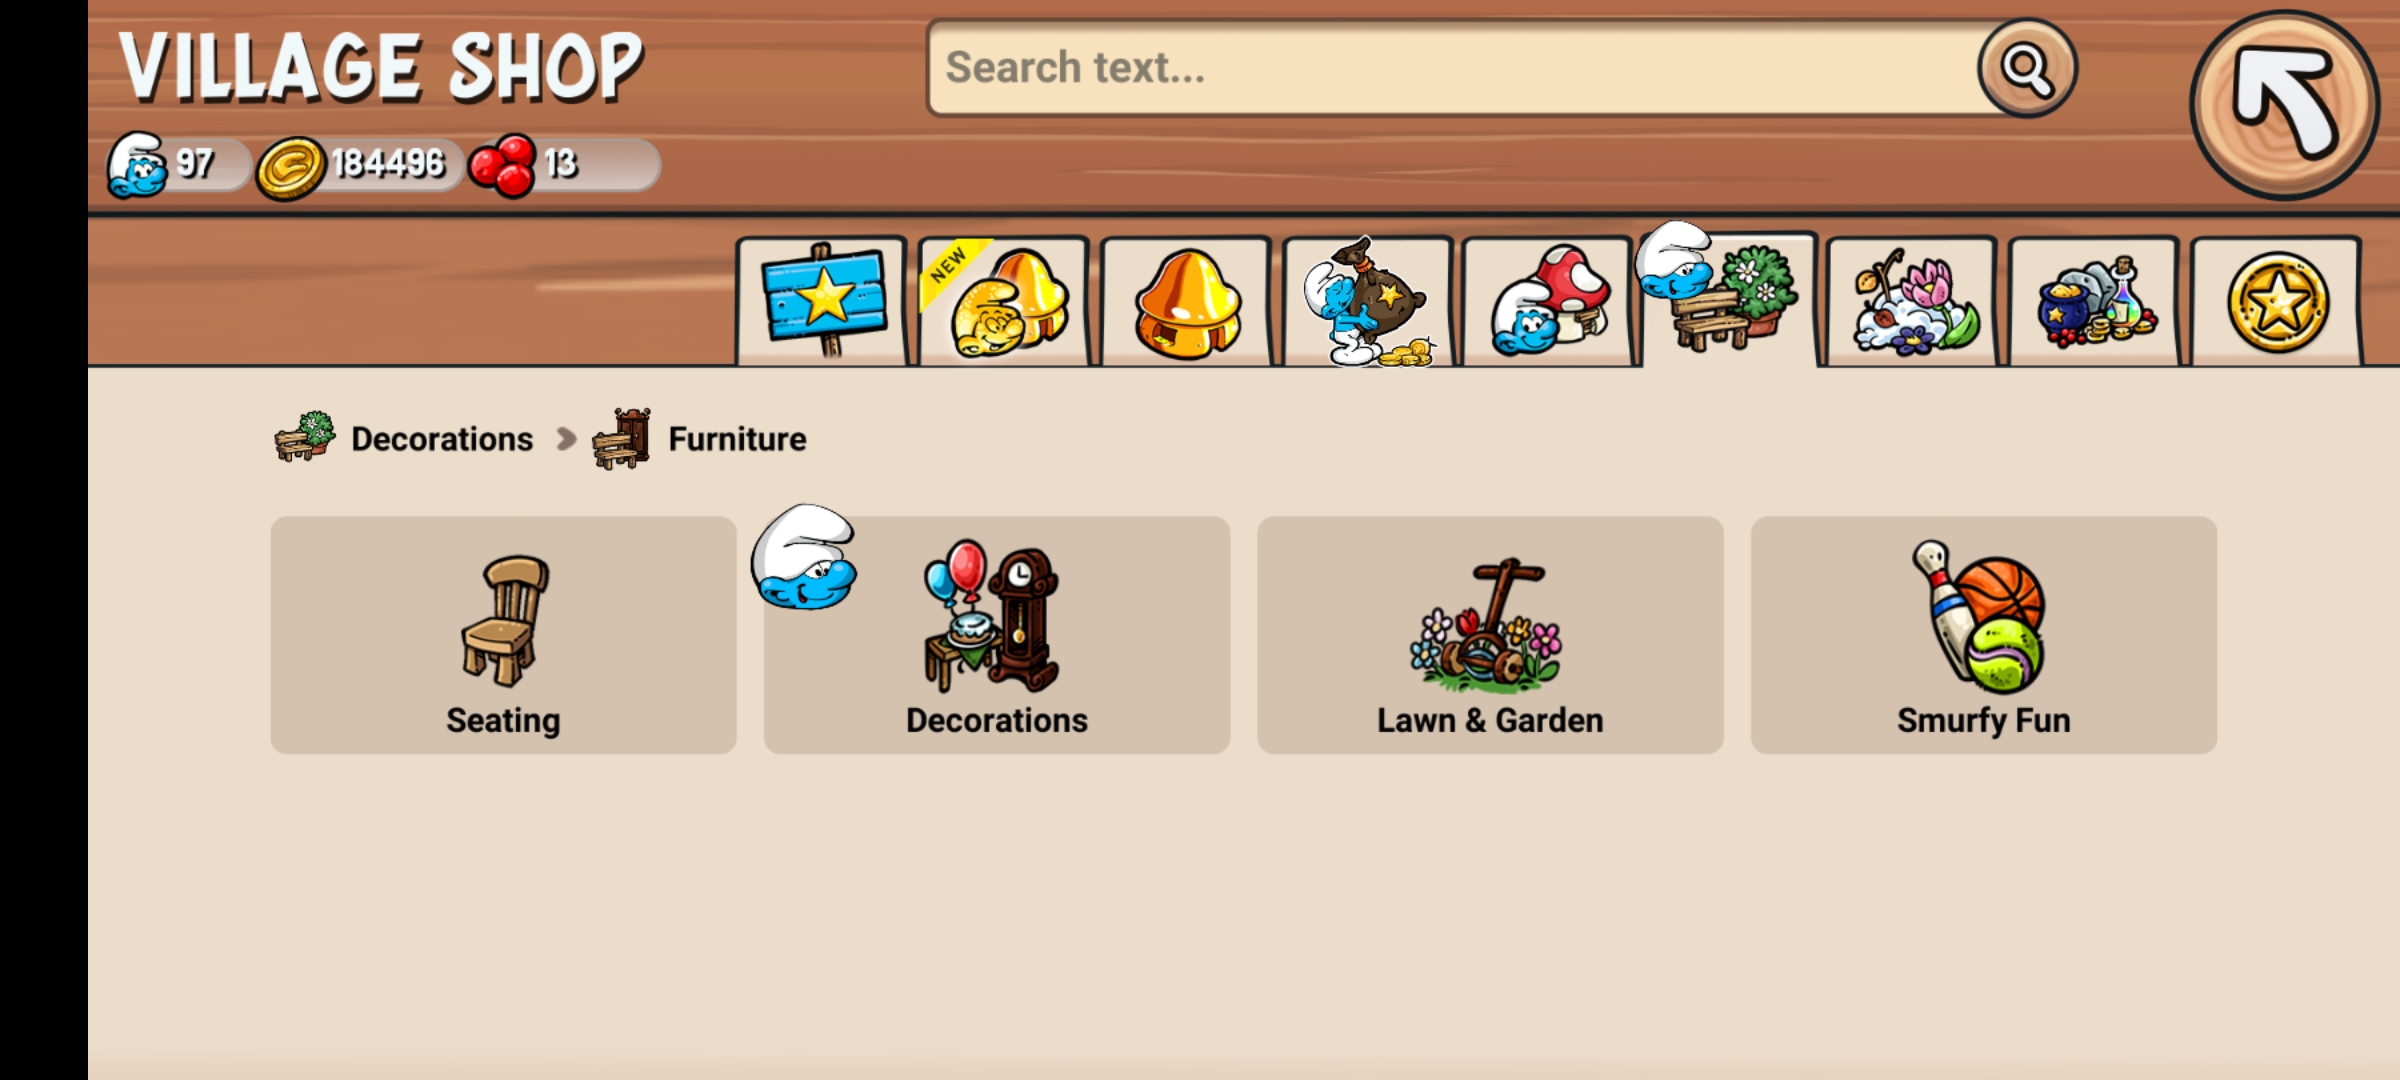 VILLAGE SHOP
Search text...
97 184496 13
NEW
Decorations Furniture
Seating Decorations Lawn & Garden Smurfy Fun